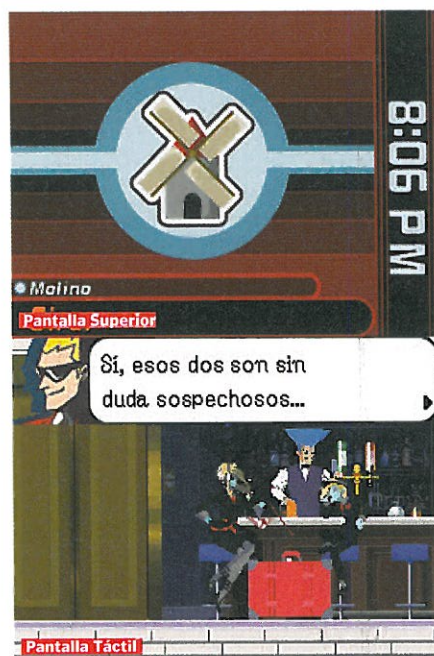 8:06 PM
Molino
Pantalla Superior
Sí, esos dos son sin
duda sospechosos...
Pantalla Táctil